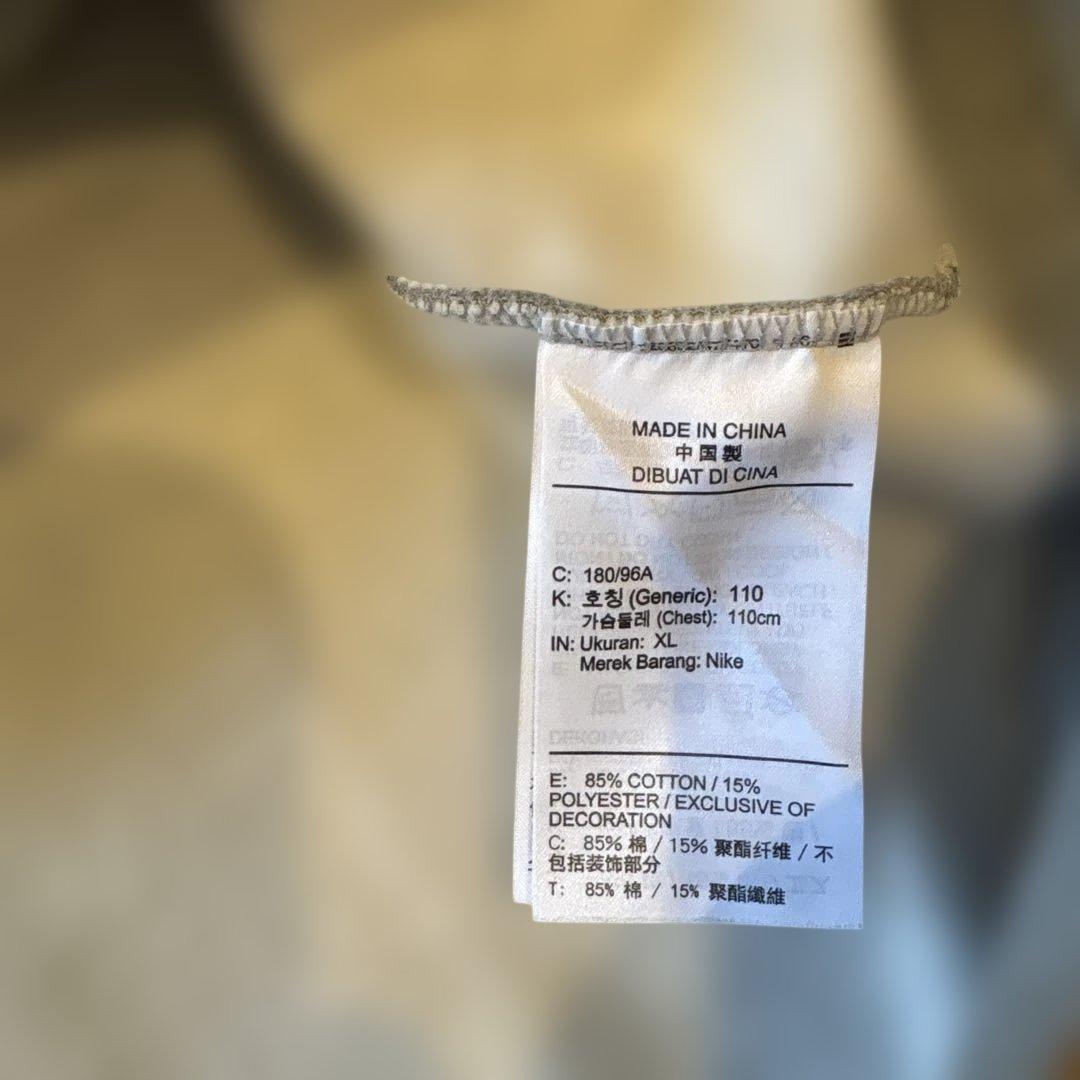 MADE IN CHINA
中国製
DIBUAT DI CINA
C: 180/96A
K: 호칭 (Generic): 110
가슴둘레 (Chest): 110cm
IN: Ukuran: XL
Merek Barang: Nike
E: 85% COTTON / 15%
POLYESTER / EXCLUSIVE OF
DECORATION
C: 85% 棉 / 15% 聚酯纤维 / 不
包括装饰部分
T: 85% 棉 / 15% 聚酯纖維